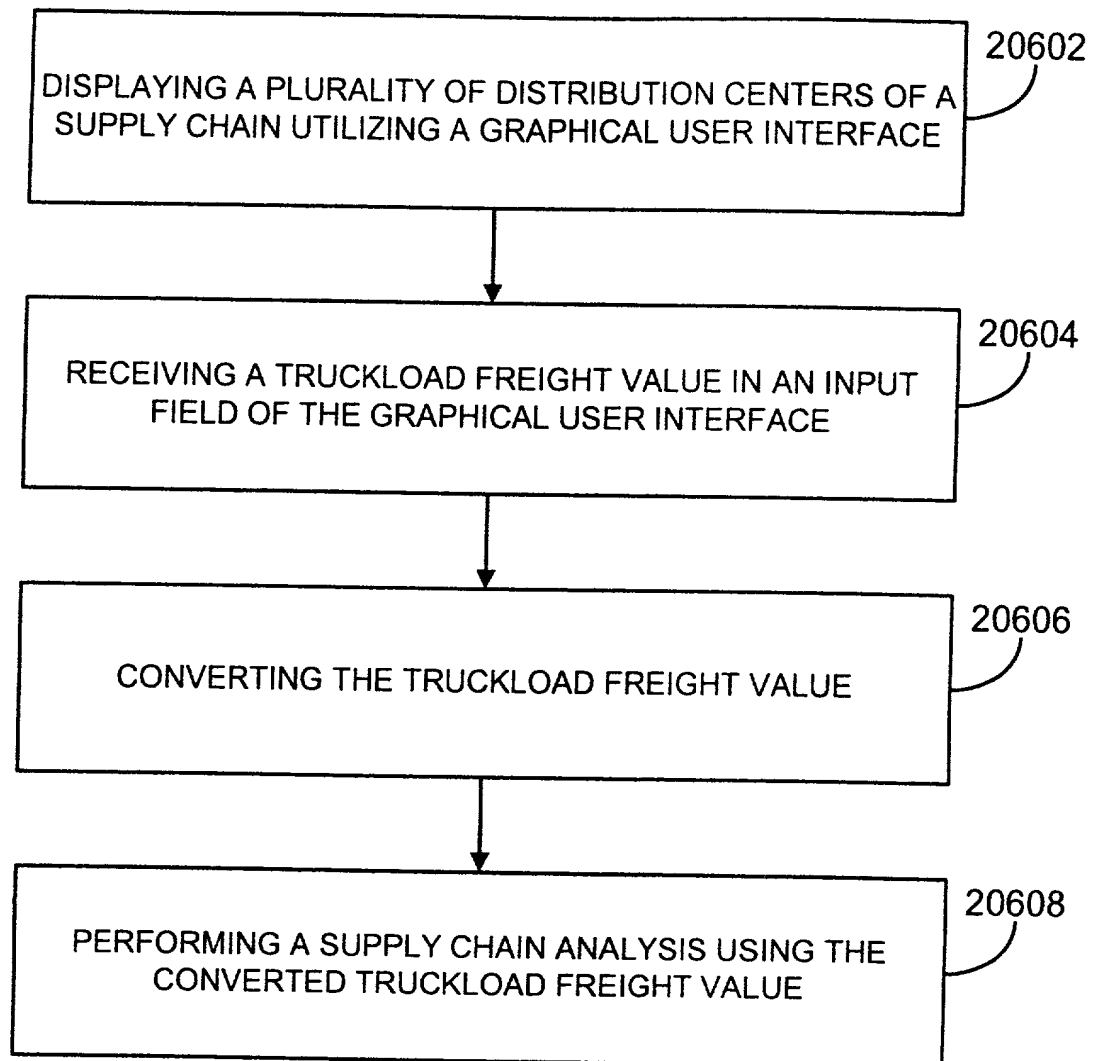 20602
DISPLAYING A PLURALITY OF DISTRIBUTION CENTERS OF A
SUPPLY CHAIN UTILIZING A GRAPHICAL USER INTERFACE
20604
RECEIVING A TRUCKLOAD FREIGHT VALUE IN AN INPUT
FIELD OF THE GRAPHICAL USER INTERFACE
20606
CONVERTING THE TRUCKLOAD FREIGHT VALUE
20608
PERFORMING A SUPPLY CHAIN ANALYSIS USING THE
CONVERTED TRUCKLOAD FREIGHT VALUE